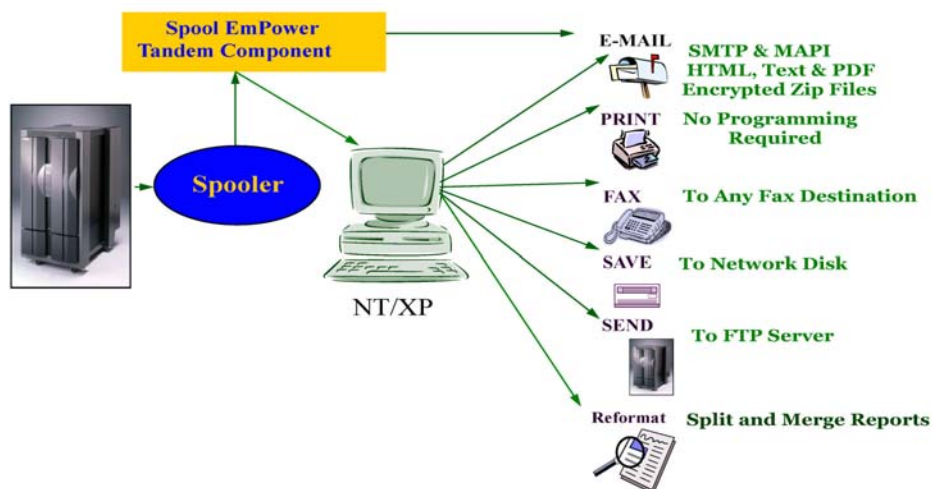 Spool EmPower
Tandem Component
Spooler
NT/XP
E-MAIL
SMTP & MAPI
HTML, Text & PDF
Encrypted Zip Files
PRINT
No Programming
Required
FAX
To Any Fax Destination
SAVE
To Network Disk
SEND
To FTP Server
Reformat
Split and Merge Reports